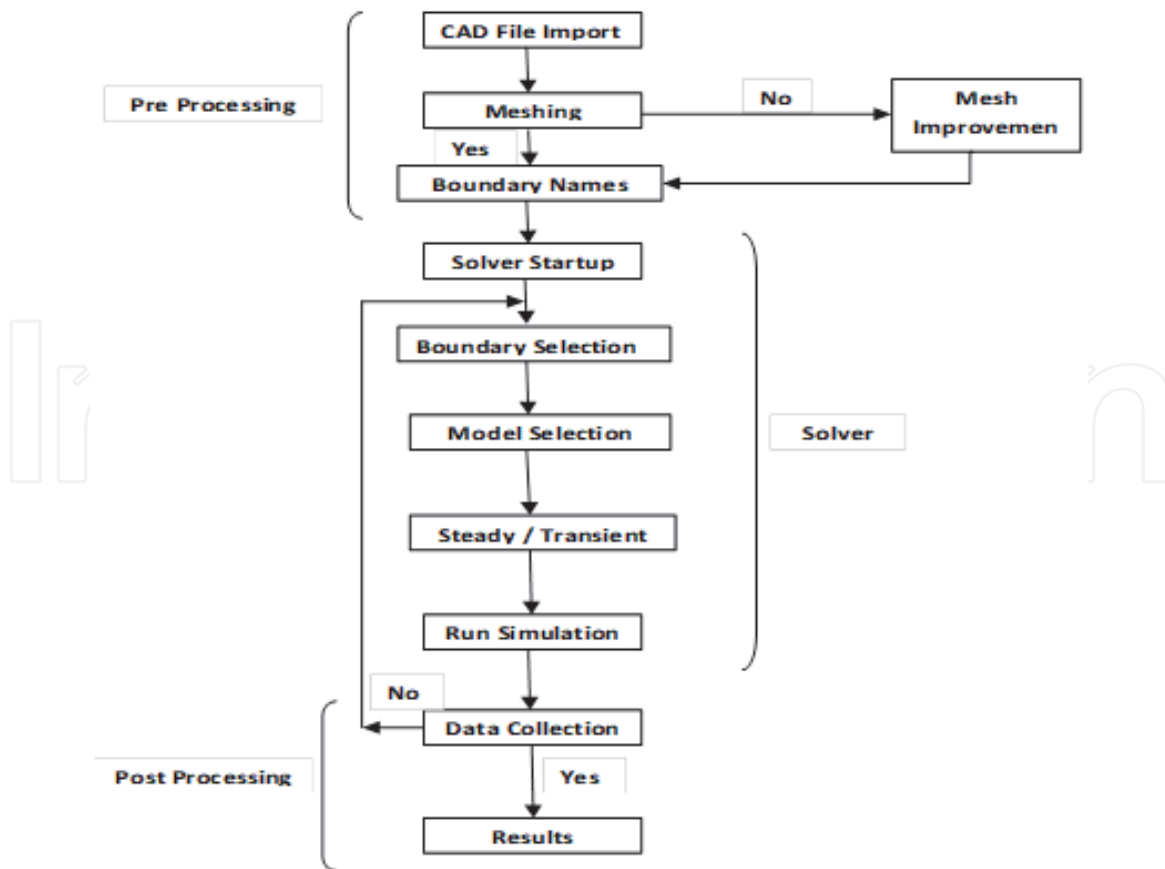 CAD File Import
Pre Processing
Meshing
No
Mesh
Improvemen
Yes
Boundary Names
Solver Startup
Boundary Selection
Model Selection
Solver
Steady / Transient
Run Simulation
No
Data Collection
Post Processing
Yes
Results